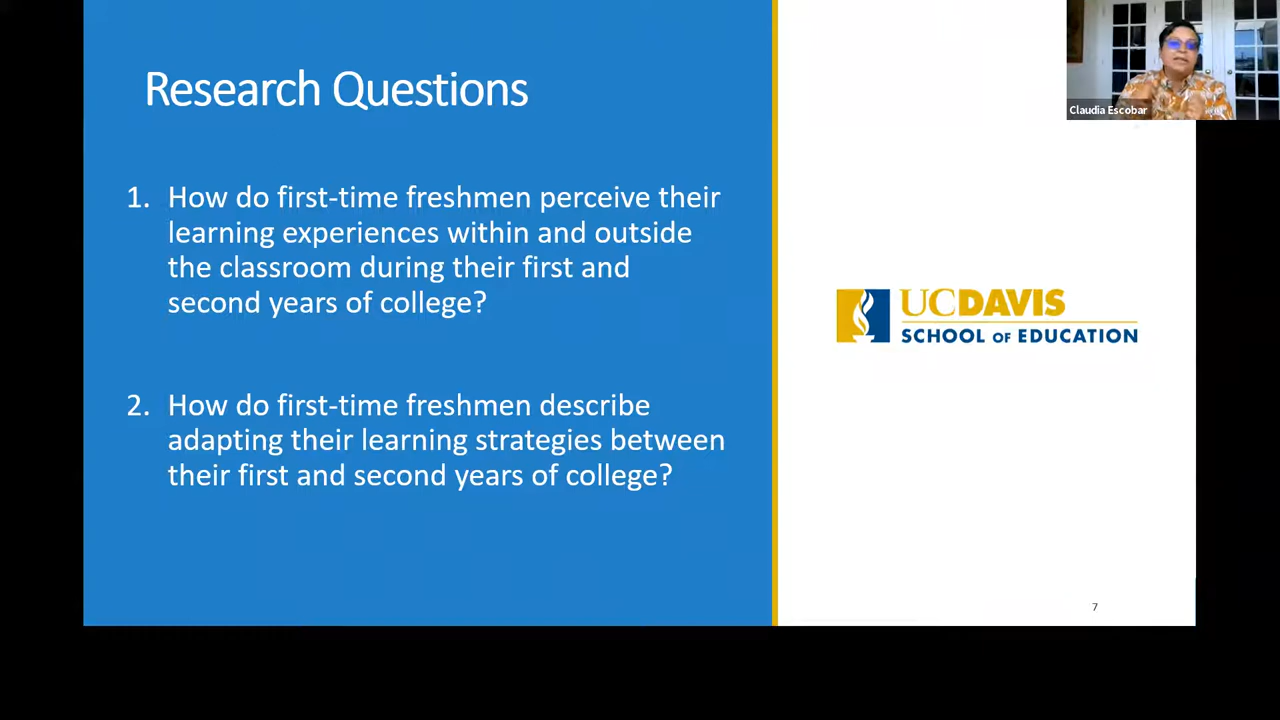 Research Questions
1. How do first-time freshmen perceive their
learning experiences within and outside
the classroom during their first and
second years of college?
2. How do first-time freshmen describe
adapting their learning strategies between
their first and second years of college?
Claudia Escobar
UCDAVIS
SCHOOL OF EDUCATION
7